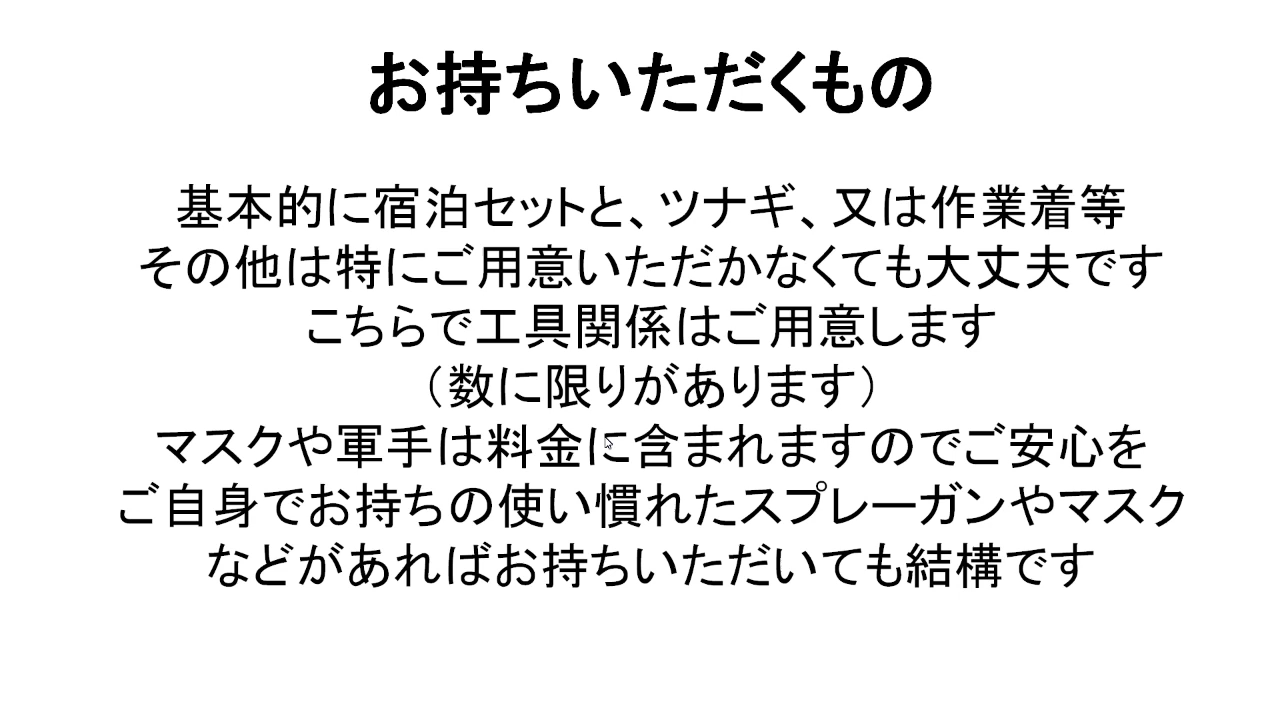 お持ちいただくもの
基本的に宿泊セットと、ツナギ、又は作業着等
その他は特にご用意いただかなくても大丈夫です
こちらで工具関係はご用意します
（数に限りがあります）
マスクや軍手は料金に含まれますのでご安心を
ご自身でお持ちの使い慣れたスプレーガンやマスク
などがあればお持ちいただいても結構です